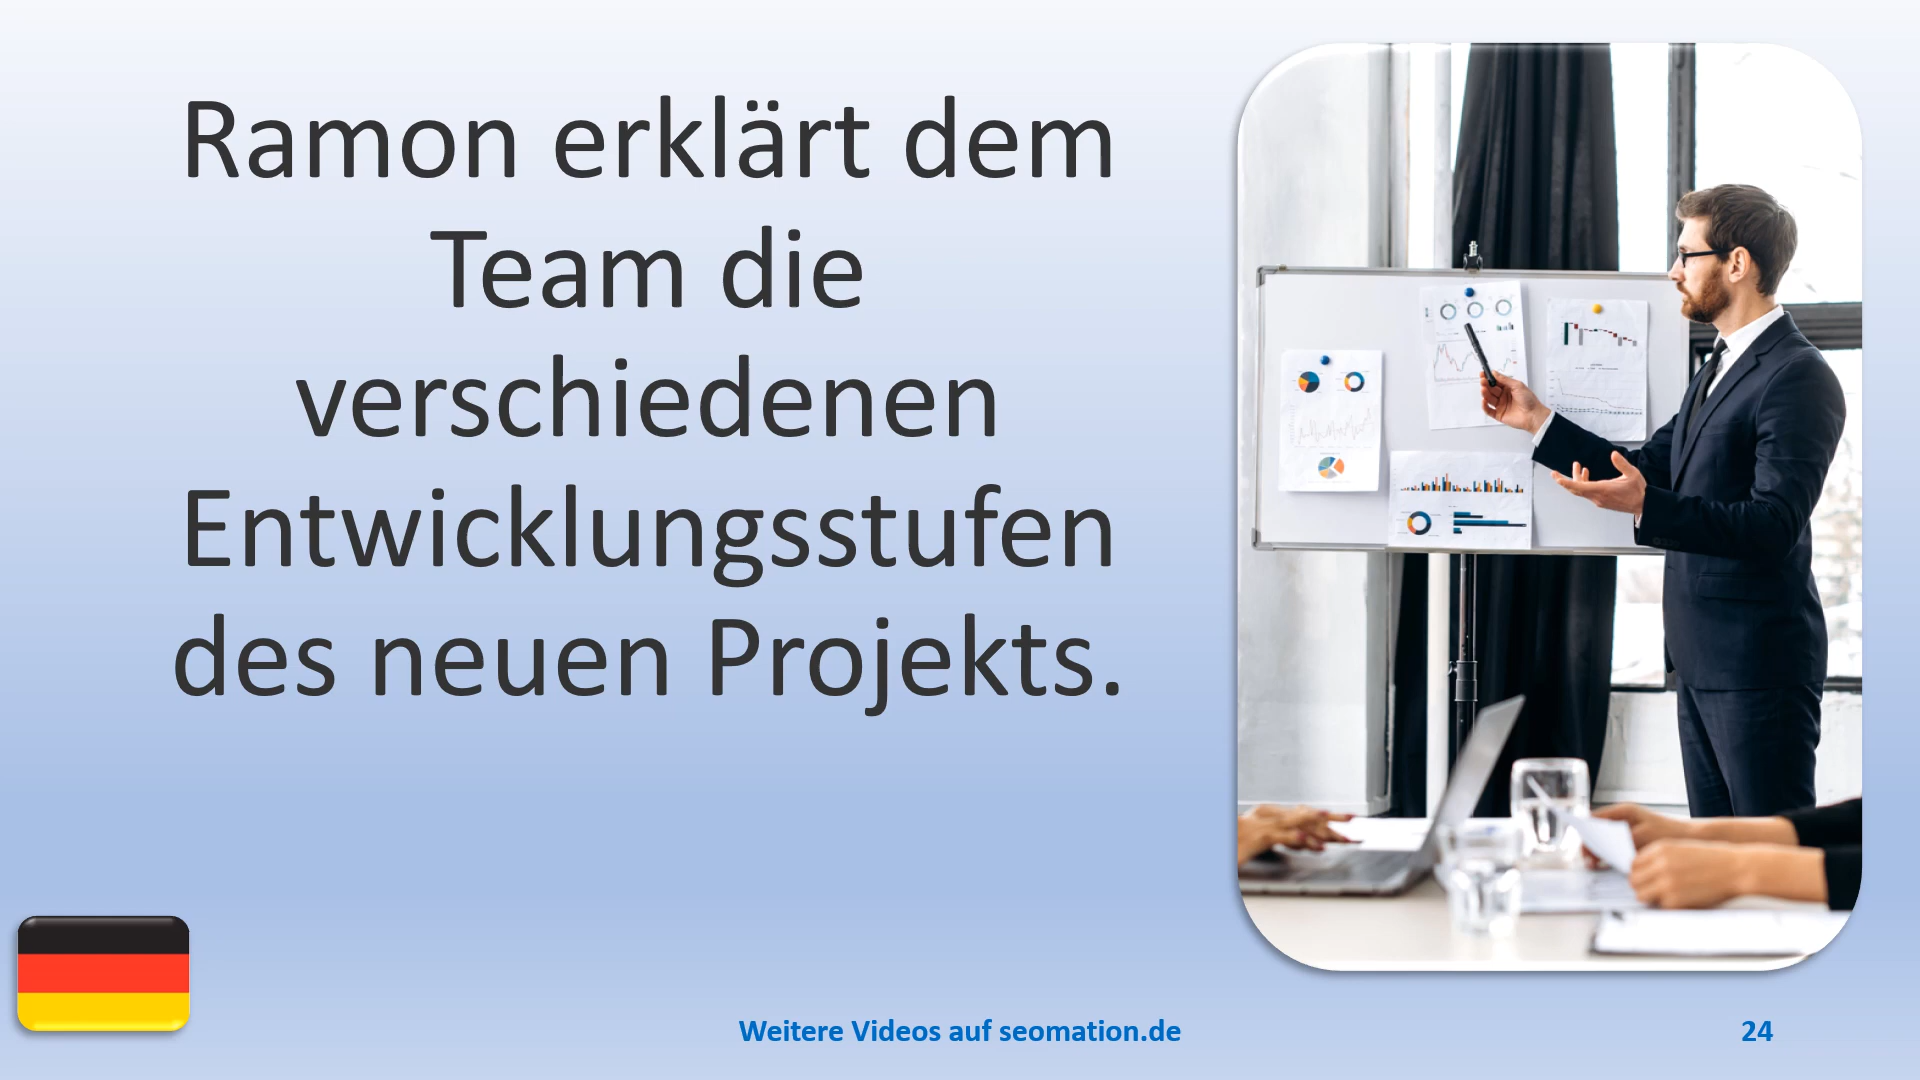 Ramon erklärt dem
Team die
verschiedenen
Entwicklungsstufen
des neuen Projekts.
Weitere Videos auf seomation.de
24